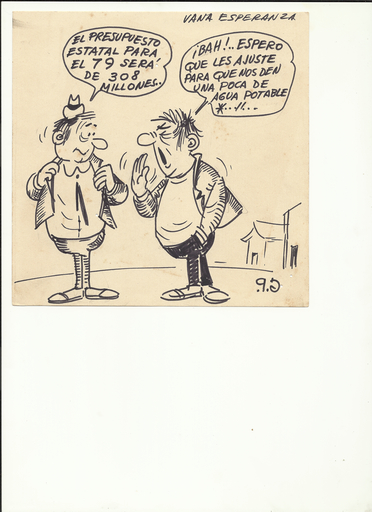 VANA ESPERANZA.
EL PRESUPUESTO
ESTATAL PARA
EL 79 SERÁ
DE 308
MILLONES..
¡BAH!.. ESPERO
QUE LES AJUSTE
PARA QUE NOS DEN
UNA POCA DE
AGUA POTABLE
G.P.